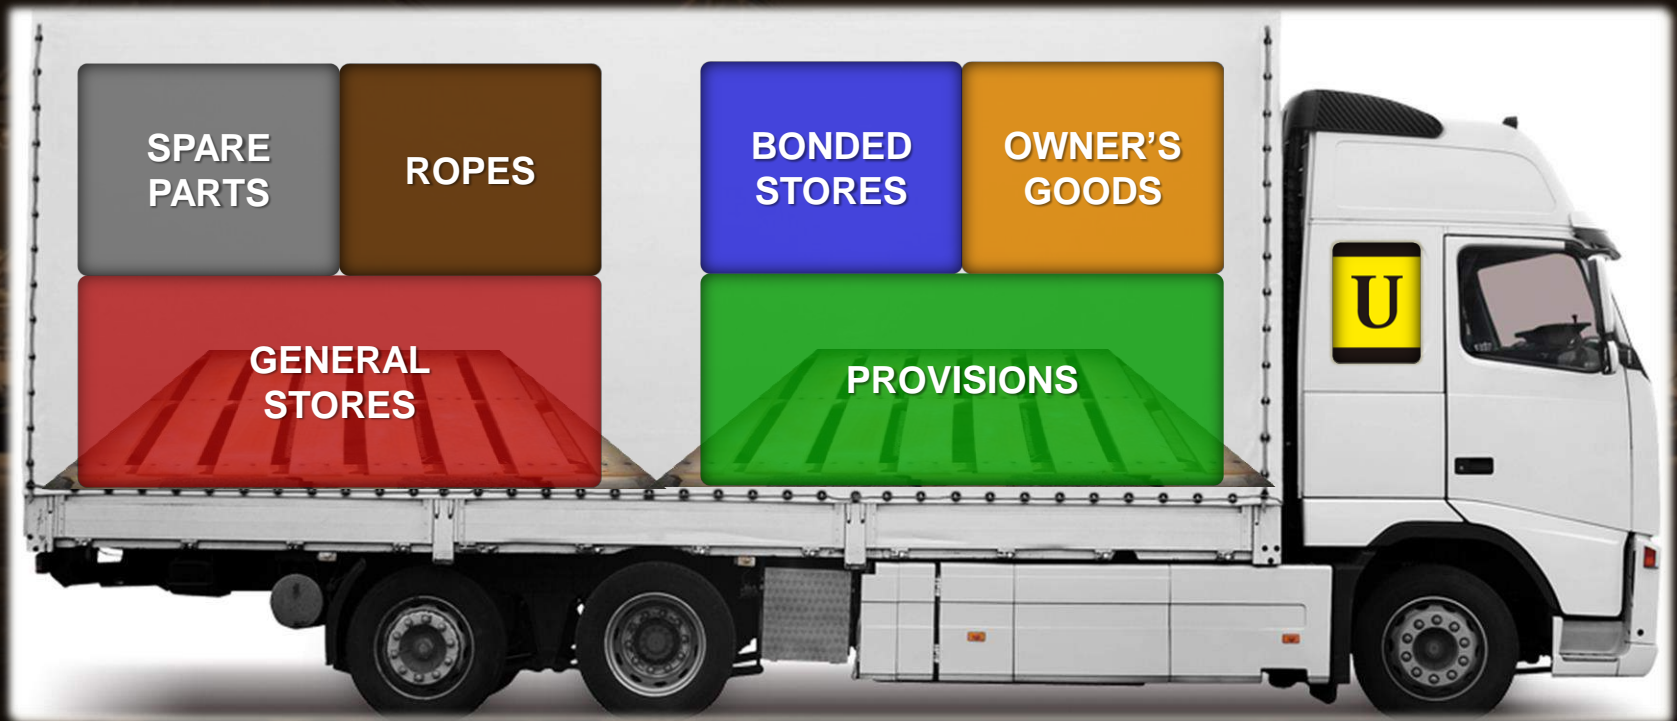 SPARE
PARTS
ROPES
BONDED
STORES
OWNER’S
GOODS
GENERAL
STORES
PROVISIONS
U